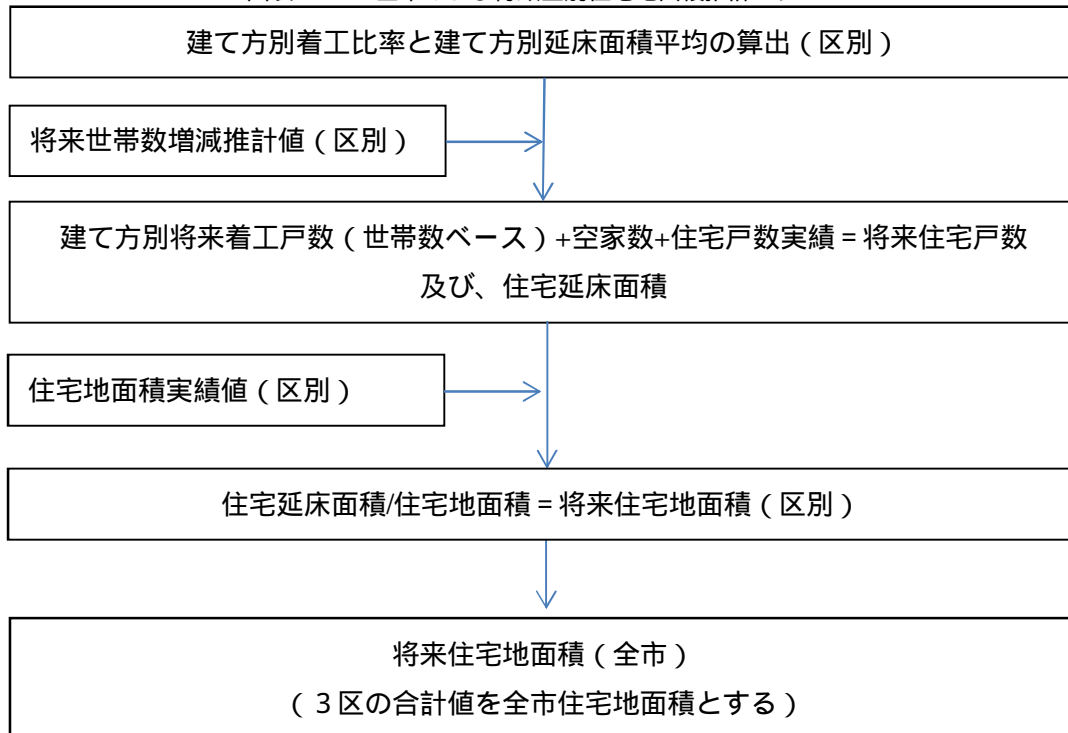 建て方別着工比率と建て方別延床面積平均の算出（区別）
将来世帯数増減推計値（区別）
建て方別将来着工戸数（世帯数ベース）+空家数+住宅戸数実績＝将来住宅戸数
及び、住宅延床面積
住宅地面積実績値（区別）
住宅延床面積/住宅地面積＝将来住宅地面積（区別）
将来住宅地面積（全市）
（３区の合計値を全市住宅地面積とする）